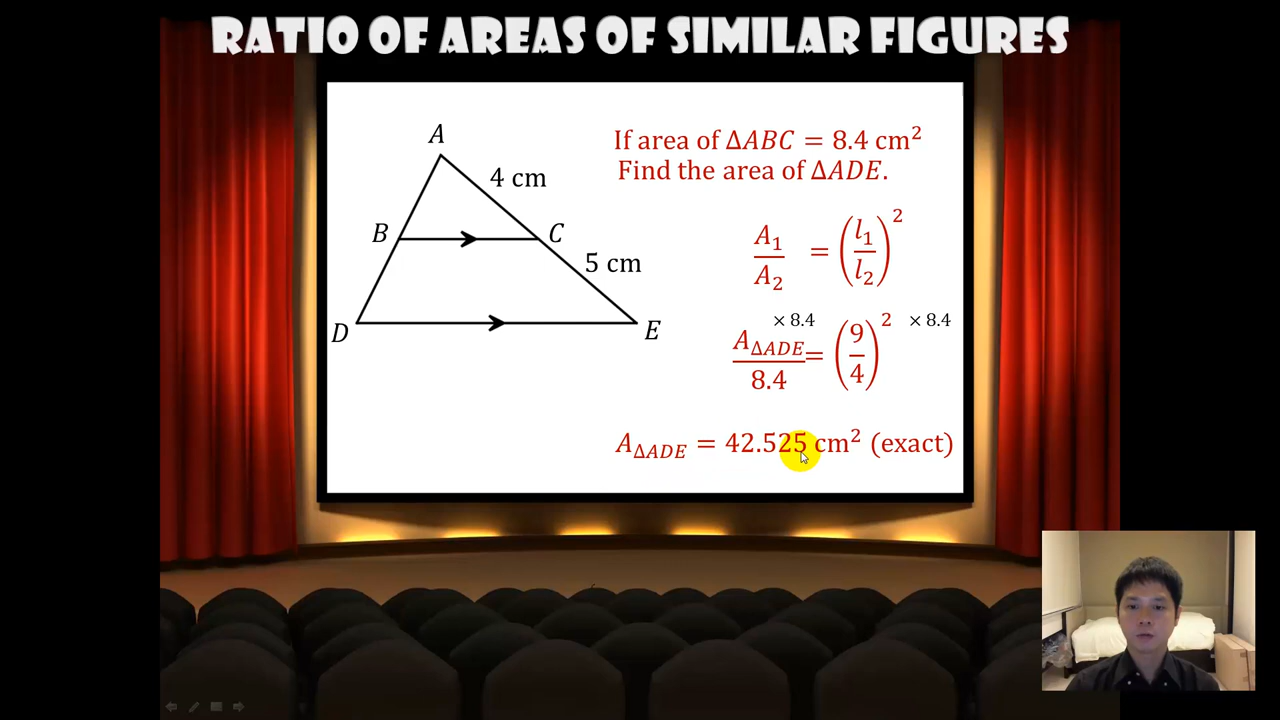 RATIO OF AREAS OF SIMILAR FIGURES
A
4 cm
B
C
5 cm
D
E
If area of ΔABC = 8.4 cm²
Find the area of ΔADE.
A₁/A₂ = (l₁/l₂)²
× 8.4 × 8.4
A_ΔADE/8.4 = (9/4)²
A_ΔADE = 42.525 cm² (exact)